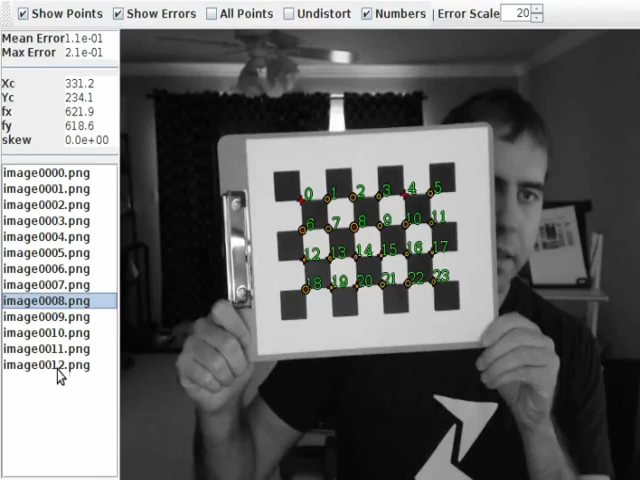 Show Points Show Errors All Points Undistort Numbers | Error Scale 20
Mean Error 1.1e-01
Max Error 2.1e-01
Xc 331.2
Yc 234.1
fx 621.9
fy 618.6
skew 0.0e+00
image0000.png
image0001.png
image0002.png
image0003.png
image0004.png
image0005.png
image0006.png
image0007.png
image0008.png
image0009.png
image0010.png
image0011.png
image0012.png
0 1 2 3 4 5
6 7 8 9 10 11
12 13 14 15 16 17
18 19 20 21 22 23